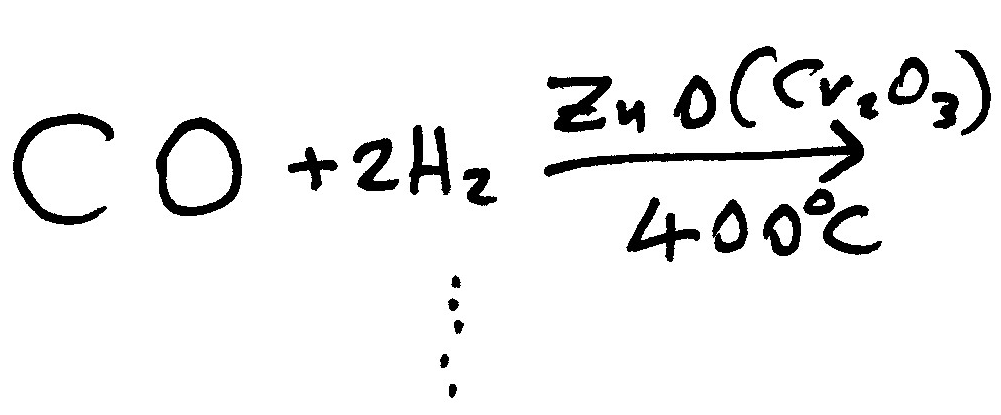 CO + 2H₂ ZnO(Cr₂O₃) → 400°C
⋮